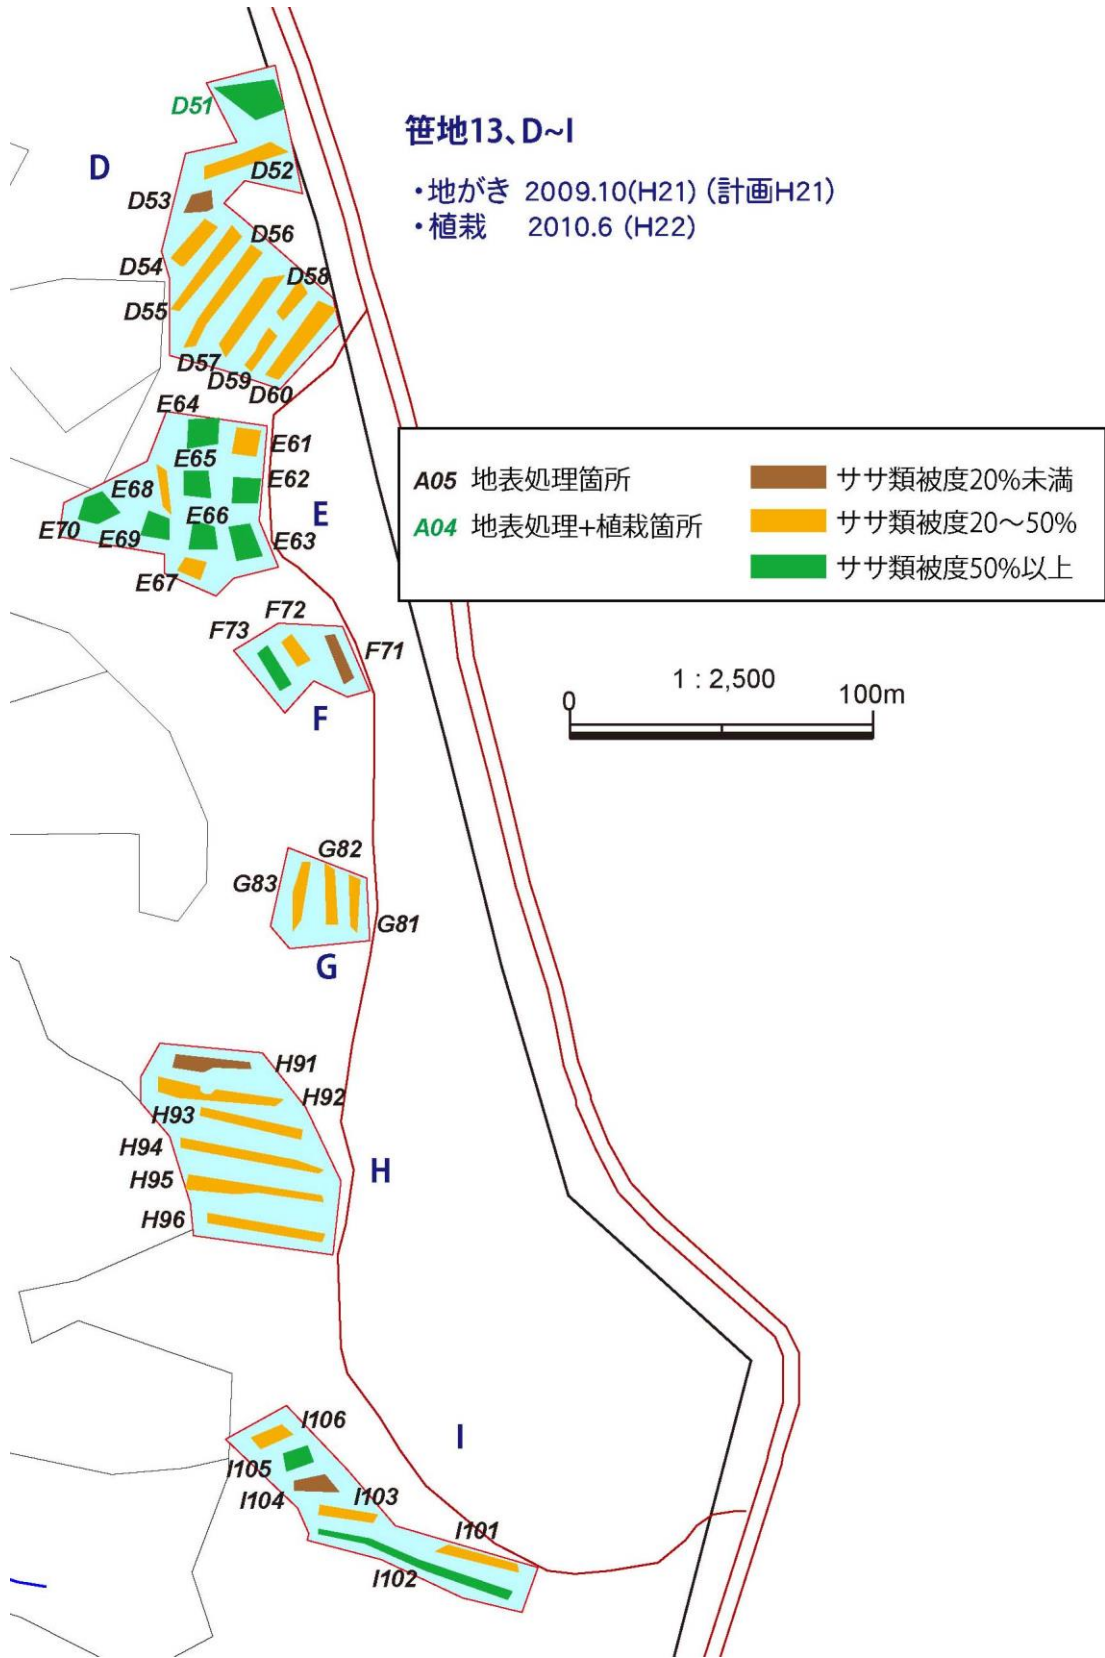 D51
笹地13、D~I
D
D52
・地がき 2009.10(H21) (計画H21)
D53
・植栽 2010.6 (H22)
D56
D54
D58
D55
D57
D59
D60
E64
E61
E65
E62
E68
E66
E
E70
E69
E63
E67
A05 地表処理箇所
ササ類被度20%未満
A04 地表処理+植栽箇所
ササ類被度20～50%
ササ類被度50%以上
F72
F73
F71
F
1 : 2,500
0
100m
G82
G83
G81
G
H91
H92
H93
H94
H
H95
H96
I106
I
I105
I104
I103
I101
I102